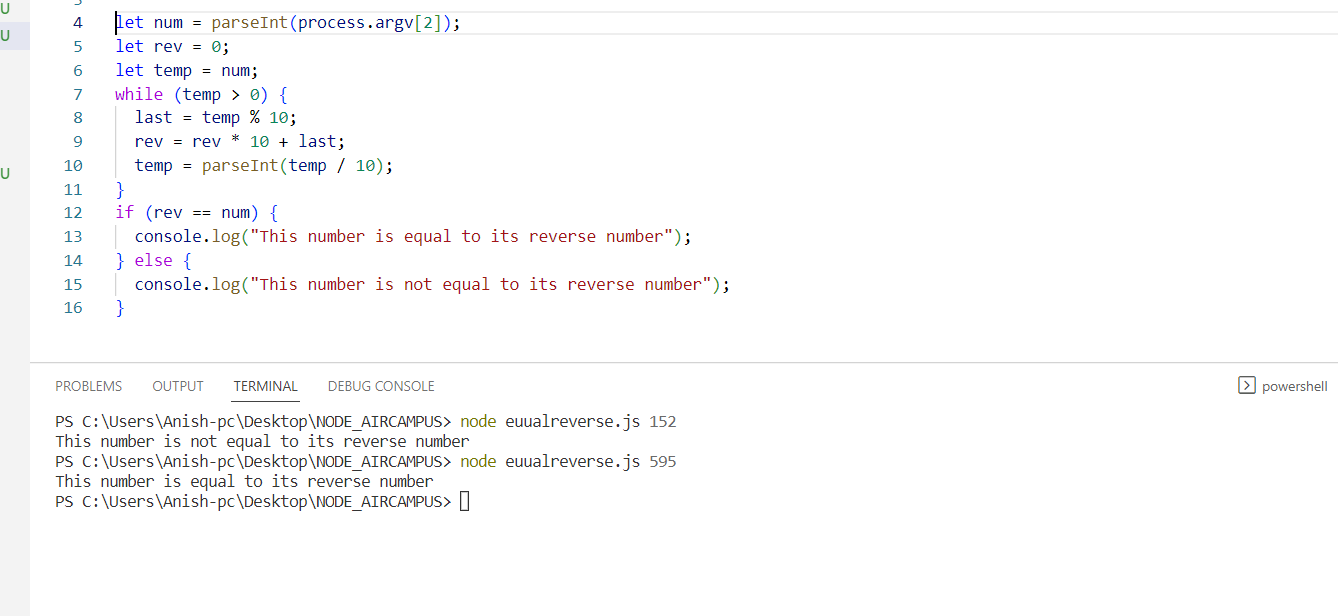 U
4 let num = parseInt(process.argv[2]);
U
5 let rev = 0;
6 let temp = num;
7 while (temp > 0) {
8 last = temp % 10;
9 rev = rev * 10 + last;
U
10 temp = parseInt(temp / 10);
11 }
12 if (rev == num) {
13 console.log("This number is equal to its reverse number");
14 } else {
15 console.log("This number is not equal to its reverse number");
16 }
PROBLEMS OUTPUT TERMINAL DEBUG CONSOLE powershell
PS C:\Users\Anish-pc\Desktop\NODE_AIRCAMPUS> node euualreverse.js 152
This number is not equal to its reverse number
PS C:\Users\Anish-pc\Desktop\NODE_AIRCAMPUS> node euualreverse.js 595
This number is equal to its reverse number
PS C:\Users\Anish-pc\Desktop\NODE_AIRCAMPUS>